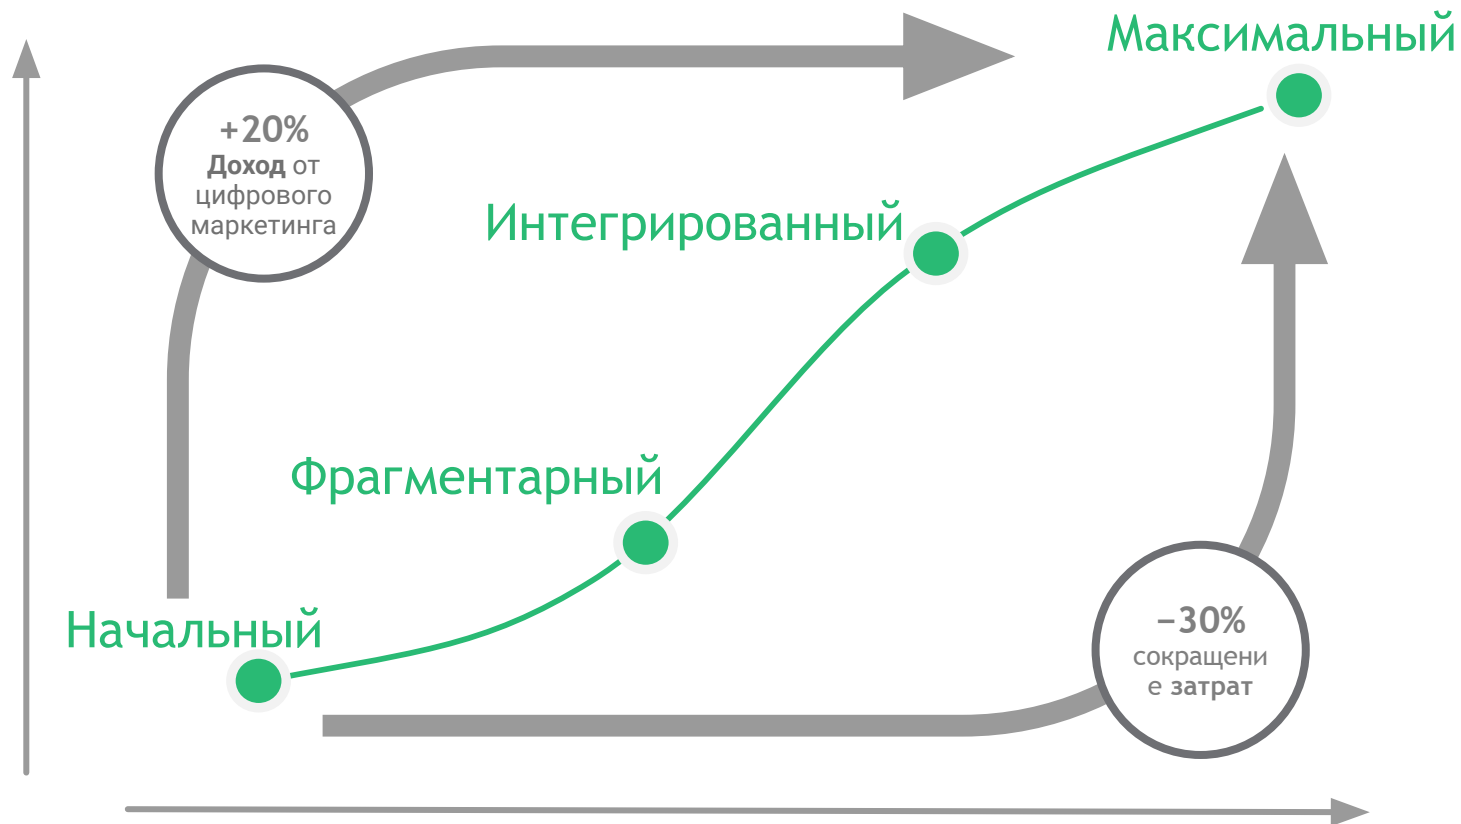 Максимальный
+20%
Доход от
цифрового
маркетинга
Интегрированный
Фрагментарный
Начальный
–30%
сокращени
е затрат